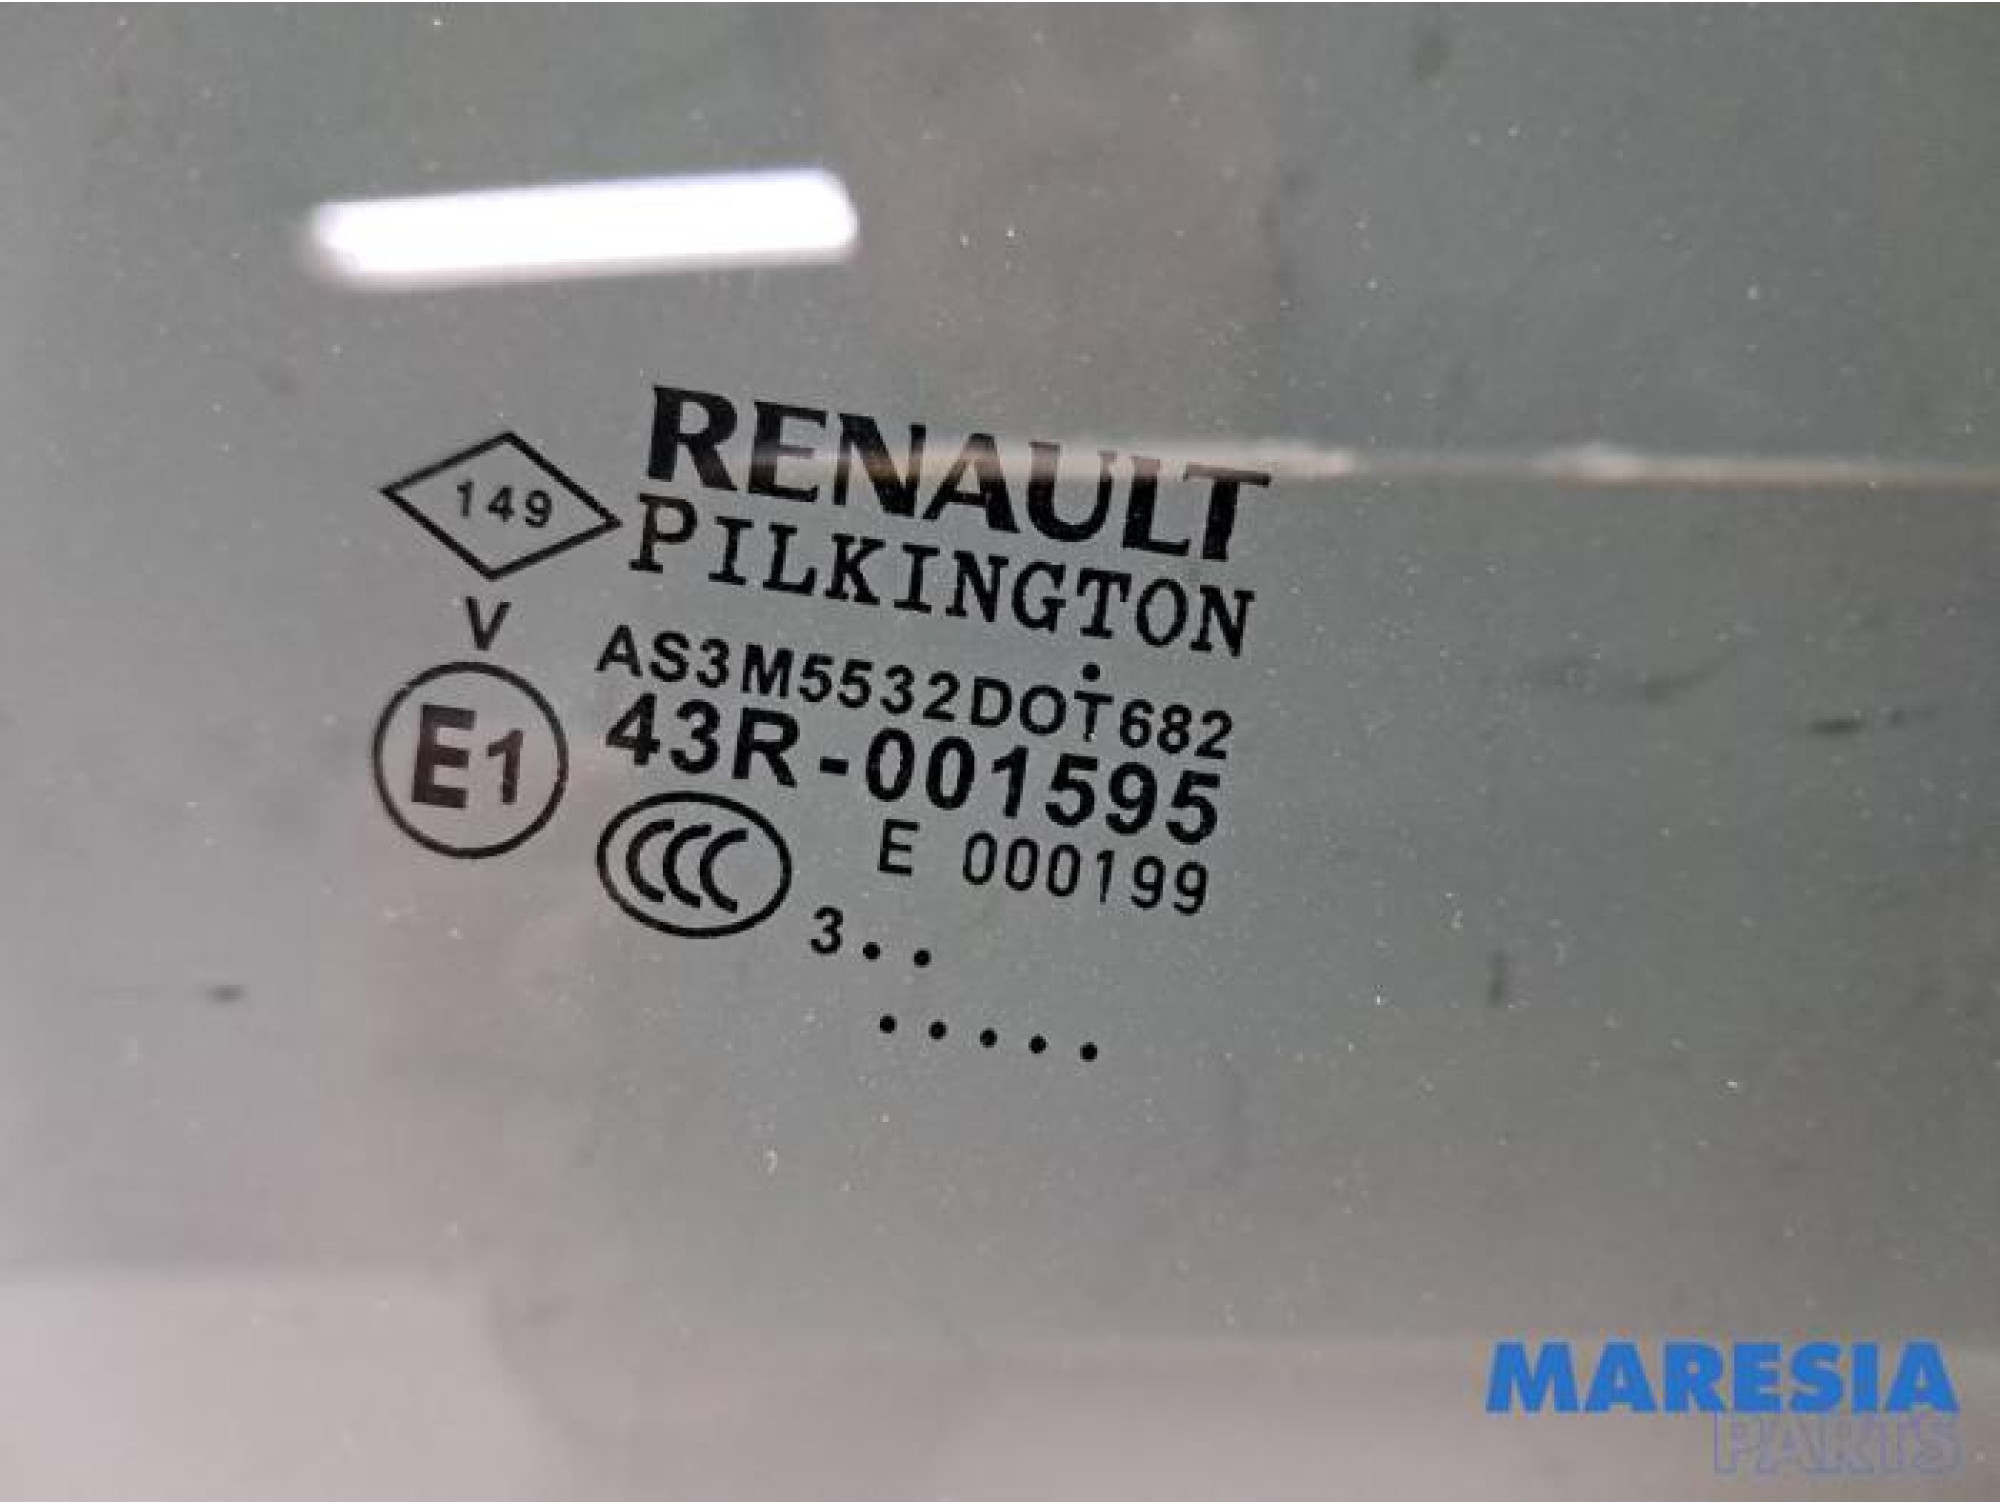 RENAULT
149
PILKINGTON
V
AS3M5532DOT682
E1
43R-001595
CCC
E 000199
3..
.....
MARESIA
PARTS